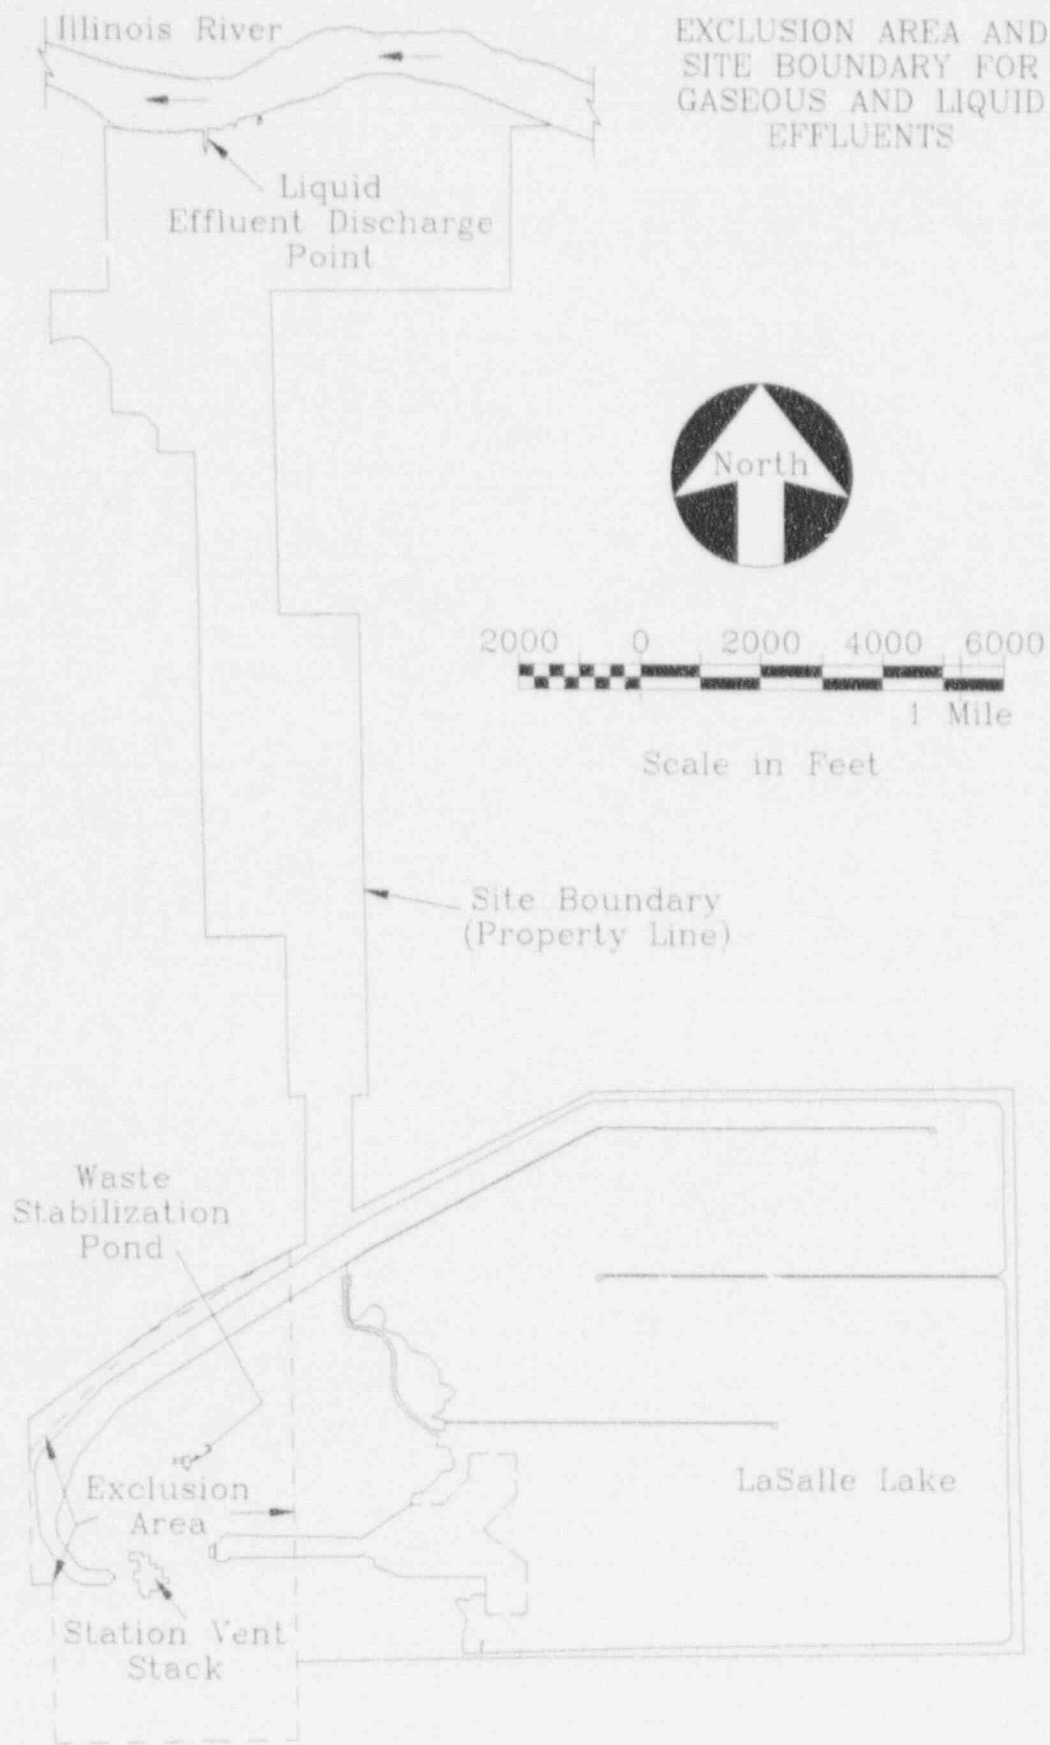 Illinois River
EXCLUSION AREA AND
SITE BOUNDARY FOR
GASEOUS AND LIQUID
EFFLUENTS
Liquid
Effluent Discharge
Point
North
2000 0 2000 4000 6000
1 Mile
Scale in Feet
Site Boundary
(Property Line)
Waste
Stabilization
Pond
LaSalle Lake
Exclusion
Area
Station Vent
Stack